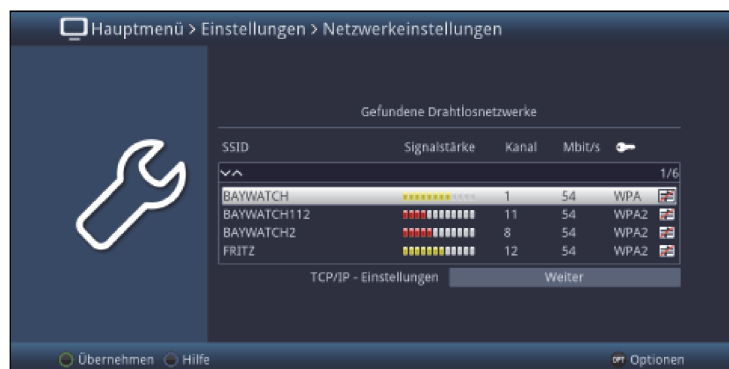 Hauptmenü > Einstellungen > Netzwerkeinstellungen
Gefundene Drahtlosnetzwerke
SSID Signalstärke Kanal Mbit/s
1/6
BAYWATCH 1 54 WPA
BAYWATCH112 11 54 WPA2
BAYWATCH2 8 54 WPA2
FRITZ 12 54 WPA2
TCP/IP - Einstellungen Weiter
Übernehmen Hilfe OPT Optionen